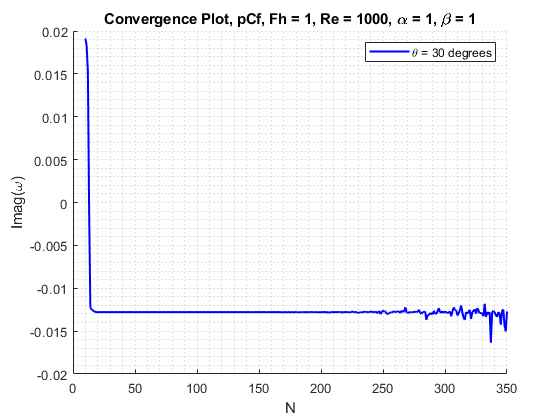 Convergence Plot, pCf, Fh = 1, Re = 1000, α = 1, β = 1
θ = 30 degrees
0.02
0.015
0.01
0.005
0
-0.005
-0.01
-0.015
-0.02
Imag(ω)
0 50 100 150 200 250 300 350
N